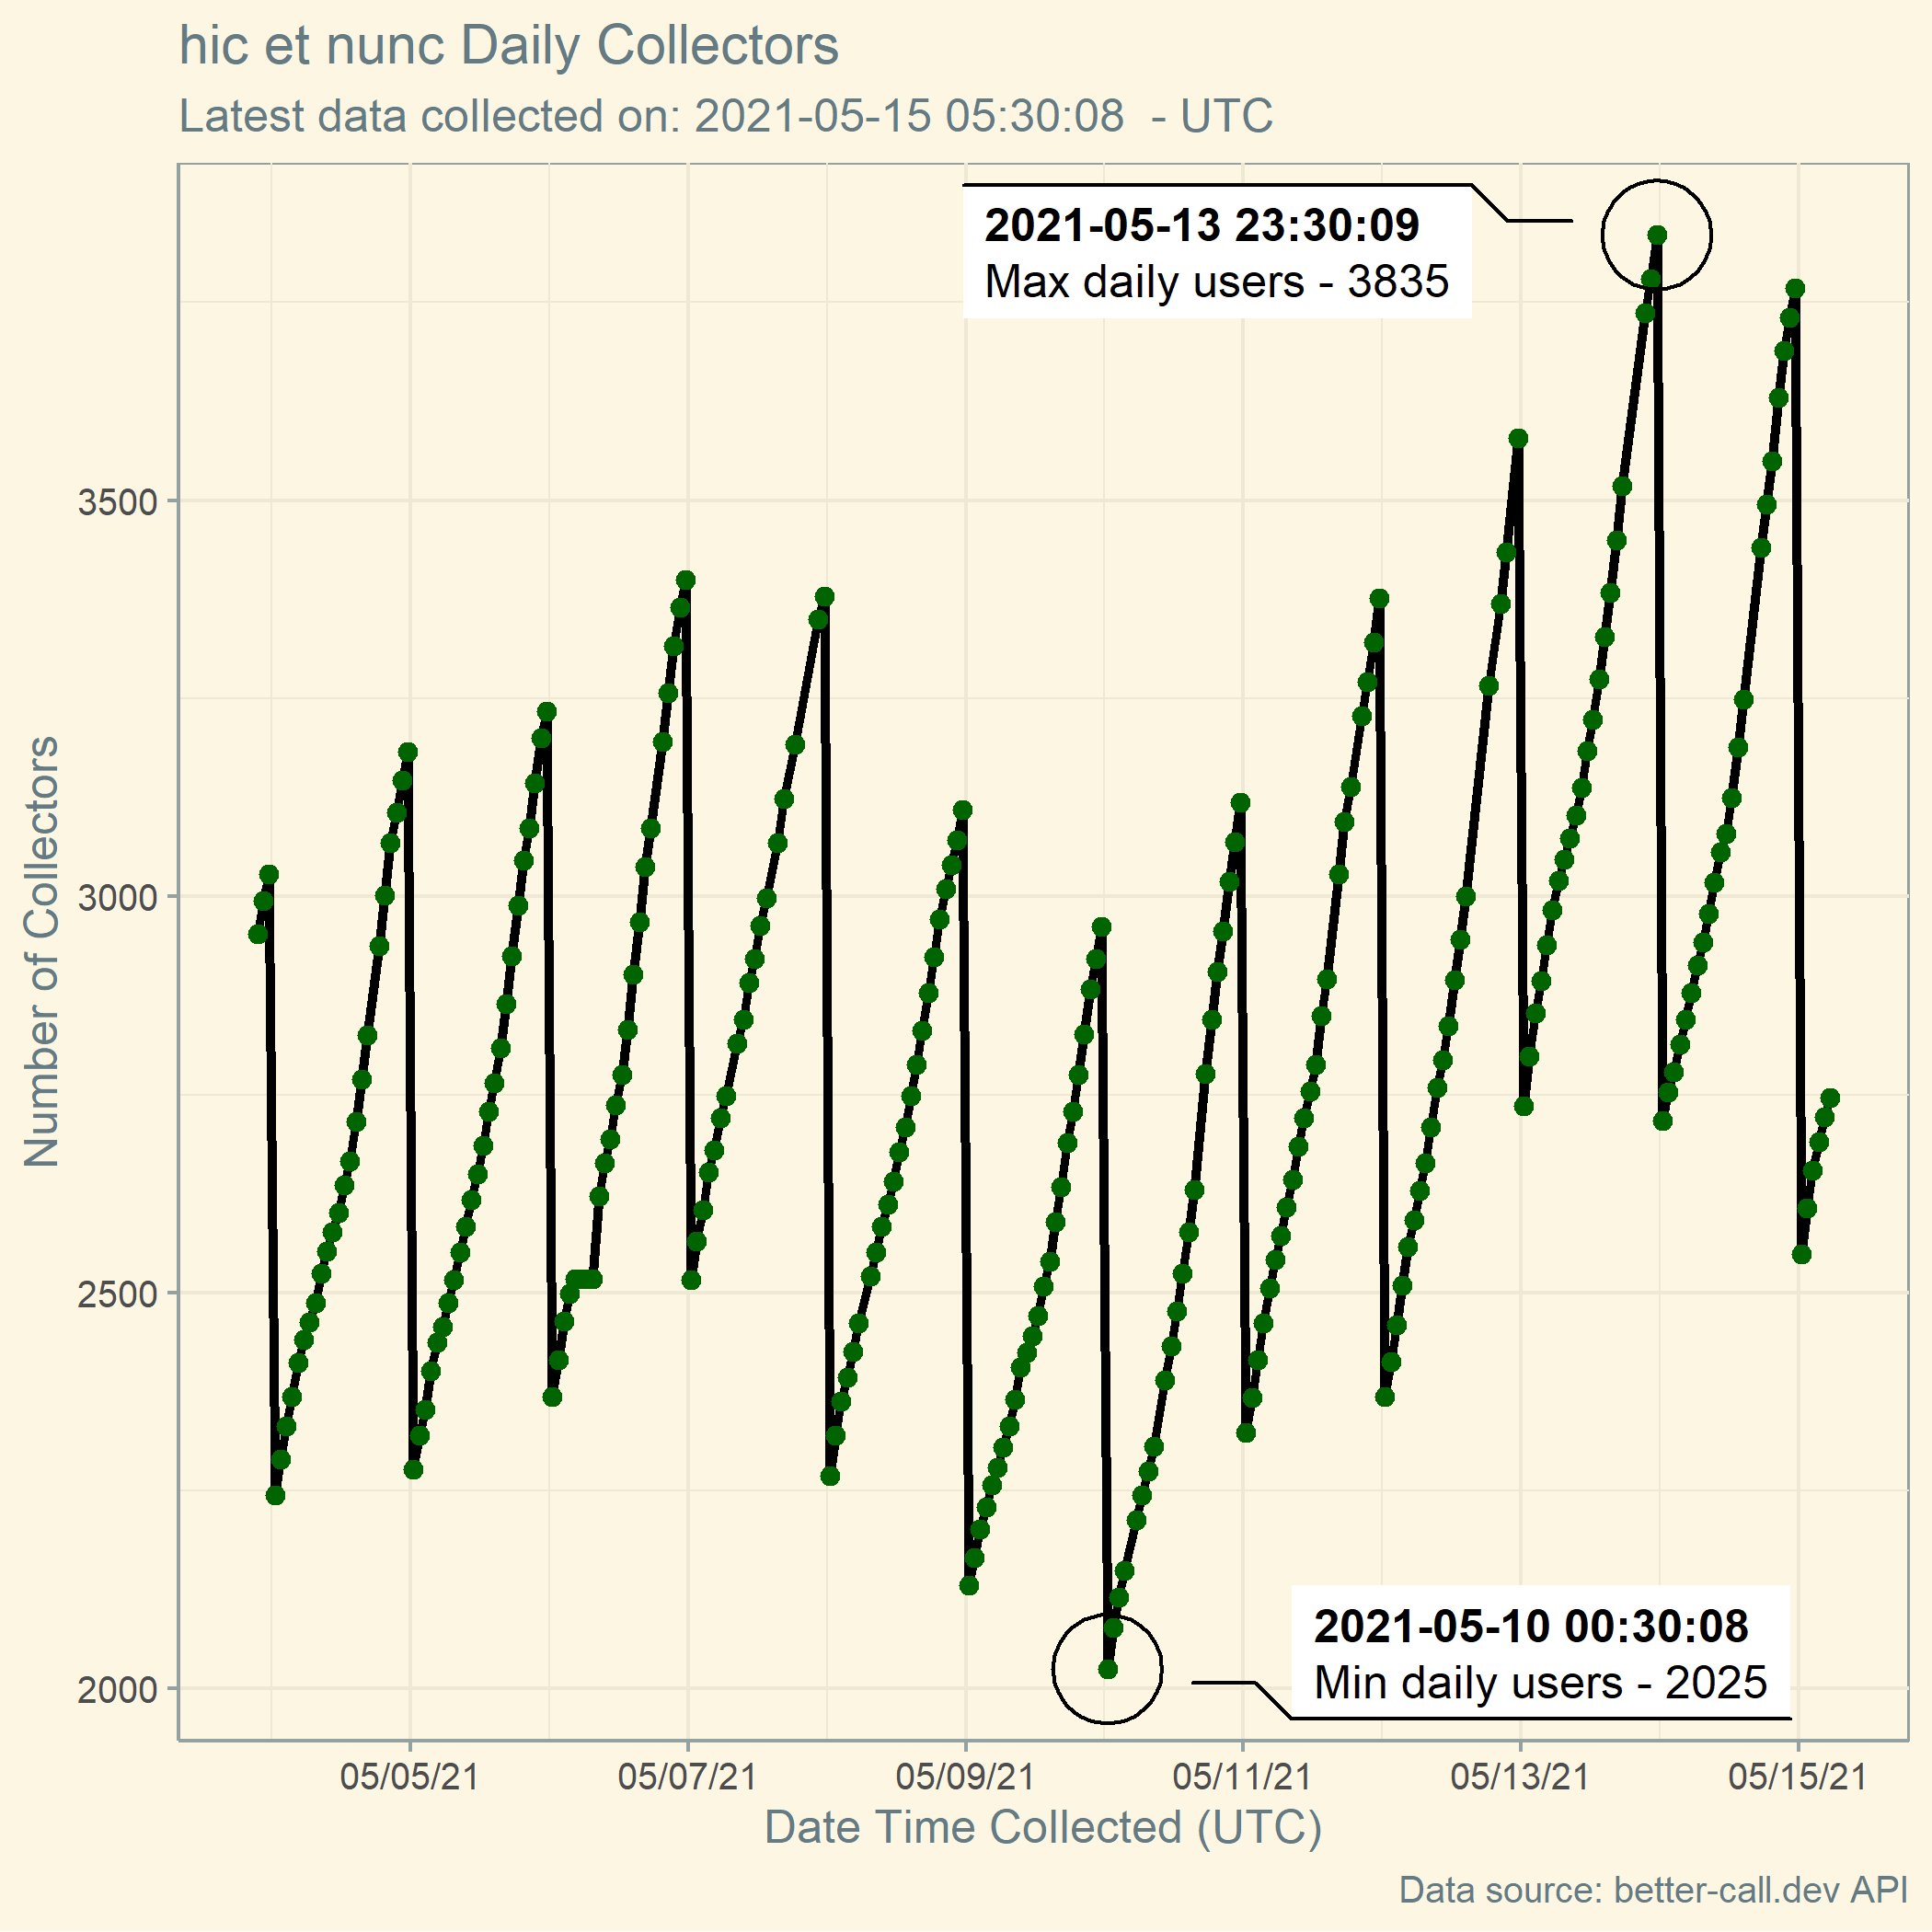 hic et nunc Daily Collectors
Latest data collected on: 2021-05-15 05:30:08  - UTC
2021-05-13 23:30:09
Max daily users - 3835
Number of Collectors
3500
3000
2500
2000
2021-05-10 00:30:08
Min daily users - 2025
05/05/21
05/07/21
05/09/21
05/11/21
05/13/21
05/15/21
Date Time Collected (UTC)
Data source: better-call.dev API